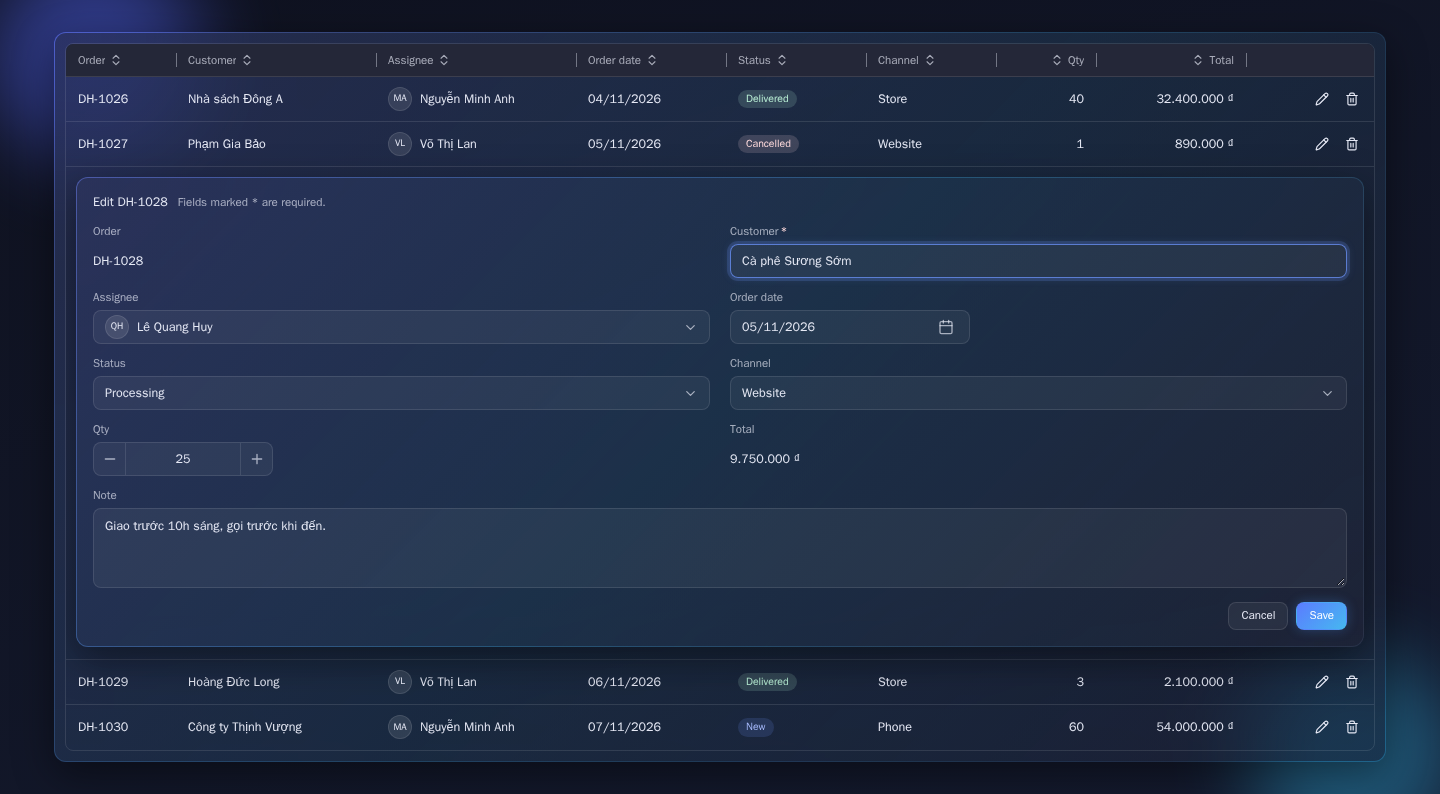 Order Customer Assignee Order date Status Channel Qty Total
DH-1026 Nhà sách Đông A MA Nguyễn Minh Anh 04/11/2026 Delivered Store 40 32.400.000 ₫
DH-1027 Phạm Gia Bảo VL Võ Thị Lan 05/11/2026 Cancelled Website 1 890.000 ₫
Edit DH-1028 Fields marked * are required.
Order Customer *
DH-1028 Cà phê Sương Sớm
Assignee Order date
QH Lê Quang Huy 05/11/2026
Status Channel
Processing Website
Qty Total
25 9.750.000 ₫
Note
Giao trước 10h sáng, gọi trước khi đến.
Cancel Save
DH-1029 Hoàng Đức Long VL Võ Thị Lan 06/11/2026 Delivered Store 3 2.100.000 ₫
DH-1030 Công ty Thịnh Vượng MA Nguyễn Minh Anh 07/11/2026 New Phone 60 54.000.000 ₫